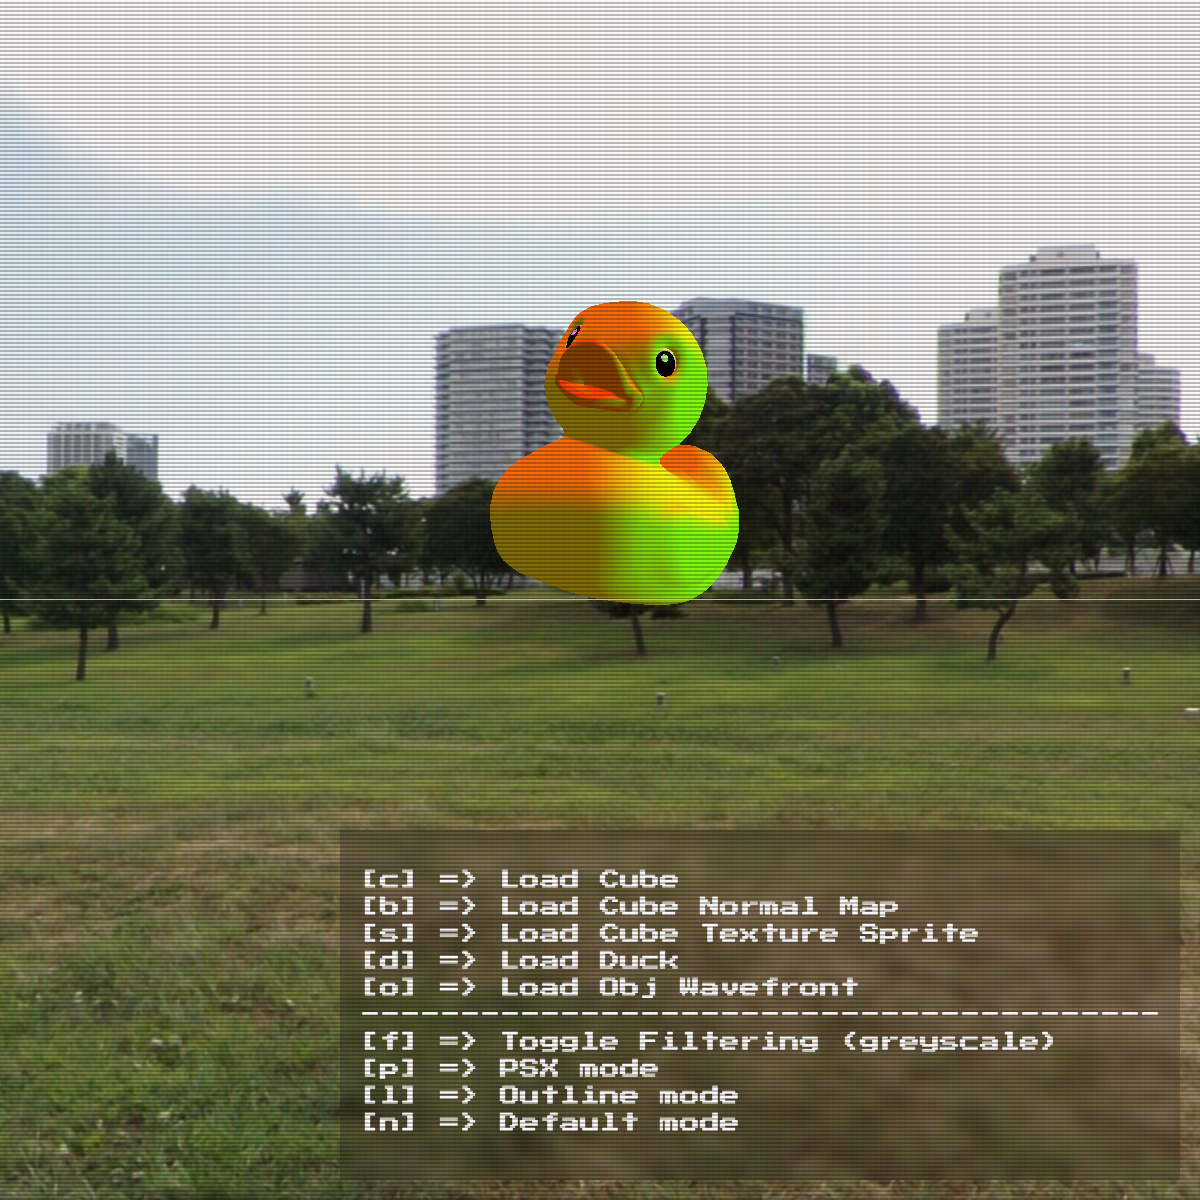 [c] => Load Cube
[b] => Load Cube Normal Map
[s] => Load Cube Texture Sprite
[d] => Load Duck
[o] => Load Obj Wavefront
----------------------------------------
[f] => Toggle Filtering (greyscale)
[p] => PSX mode
[l] => Outline mode
[n] => Default mode